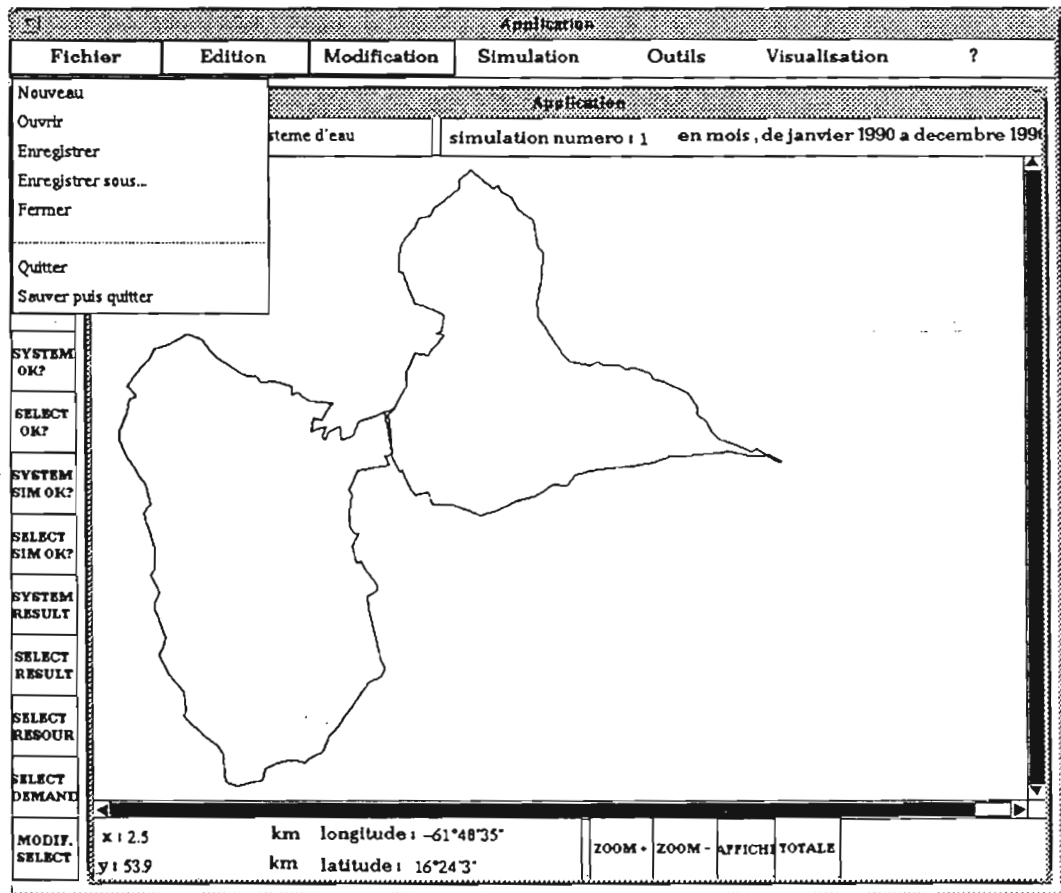 Application
Fichier Edition Modification Simulation Outils Visualisation ?
Nouveau
Ouvrir
Enregistrer
Enregistrer sous...
Fermer
Quitter
Sauver puis quitter
Application
steme d'eau
simulation numero : 1
en mois , de janvier 1990 a decembre 1990
SYSTEM
OK?
SELECT
OK?
SYSTEM
SIM OK?
SELECT
SIM OK?
SYSTEM
RESULT
SELECT
RESULT
SELECT
RESOUR
SELECT
DEMAND
MODIF.
SELECT
x : 2.5 km longitude : -61°48'35"
y : 53.9 km latitude : 16°24'3"
ZOOM + ZOOM - AFFICHE TOTALE